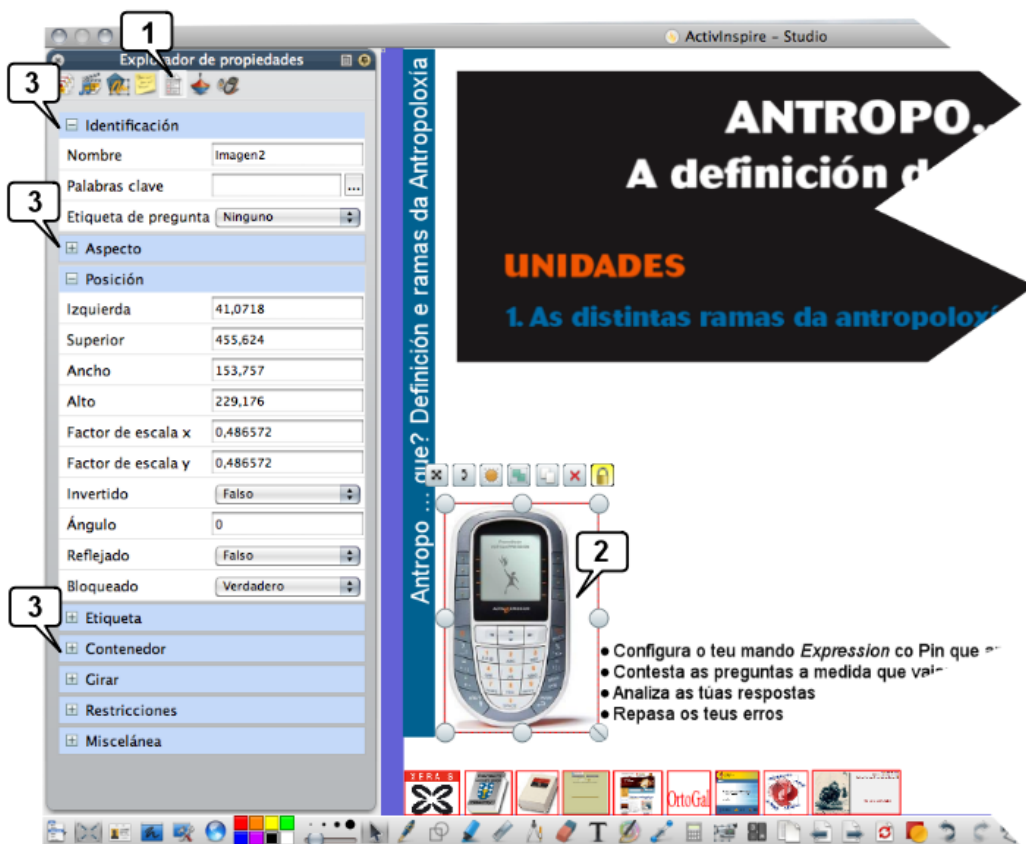 1
ActivInspire – Studio
Explorador de propiedades
3
Identificación
Nombre Imagen2
Palabras clave ...
Etiqueta de pregunta Ninguno
3
Aspecto
Posición
Izquierda 41,0718
Superior 455,624
Ancho 153,757
Alto 229,176
Factor de escala x 0,486572
Factor de escala y 0,486572
Invertido Falso
Ángulo 0
Reflejado Falso
Bloqueado Verdadero
3
Etiqueta
Contenedor
Girar
Restricciones
Miscelánea
Antropo ... que? Definición e ramas da Antropoloxía
ANTROPO..
A definición d
UNIDADES
1. As distintas ramas da antropolox
2
• Configura o teu mando Expression co Pin que
• Contesta as preguntas a medida que
• Analiza as túas respostas
• Repasa os teus erros
XERAS
OrtoGal
T